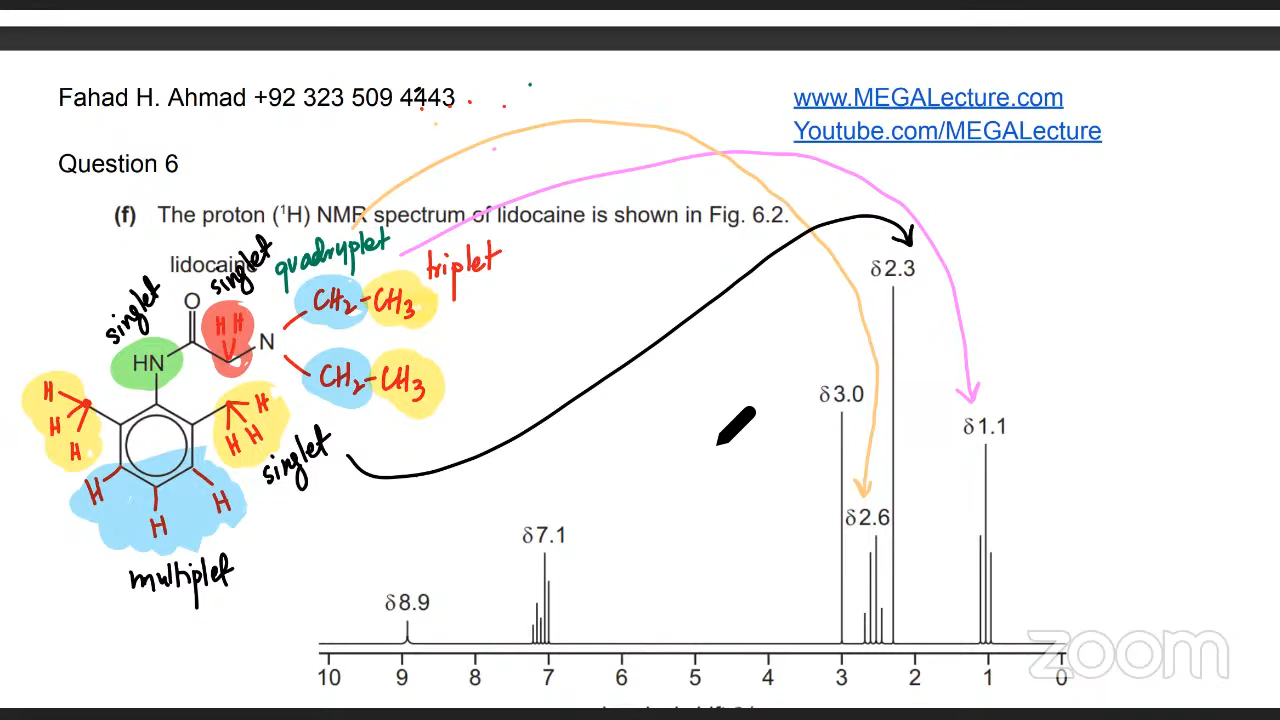 Fahad H. Ahmad +92 323 509 4443
www.MEGALecture.com
Youtube.com/MEGALecture
Question 6
(f) The proton (¹H) NMR spectrum of lidocaine is shown in Fig. 6.2.
lidocaine
singlet
singlet
quadryplet
triplet
O
H H
CH2-CH3
HN
N
CH2-CH3
H
H
H
H
H H
singlet
H
H
H
multiplet
δ2.3
δ3.0
δ1.1
δ2.6
δ7.1
δ8.9
10 9 8 7 6 5 4 3 2 1 0
zoom